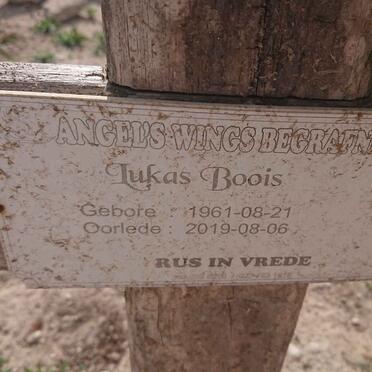 ANGEL'S WINGS
Lukas Boois
Gebore : 1961-08-21
Oorlede : 2019-08-06
RUS IN VREDE